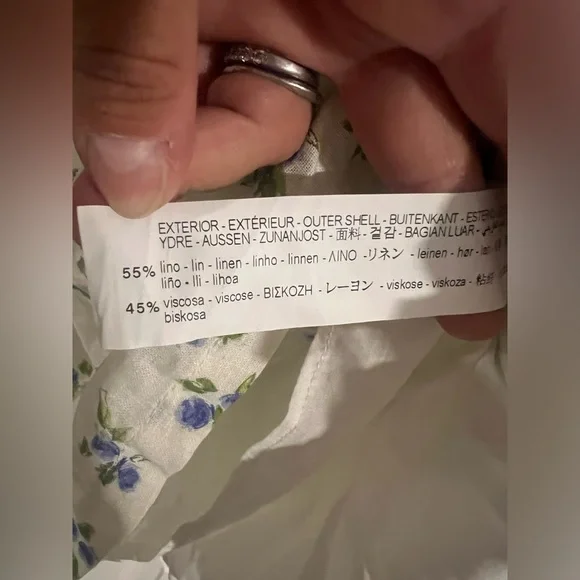 EXTERIOR - EXTÉRIEUR - OUTER SHELL - BUITENKANT -
YDRE - AUSSEN - ZUNANJOST - 面料 - 겉감 - BAGIAN LUAR -
55% lino - lin - linen - linho - linnen - ΛΙΝΟ - リネン - leinen - hør -
liño - lli - lihoa
45% viscosa - viscose - ΒΙΣΚΟΖΗ - レーヨン - viskose - viskoza -
biskosa